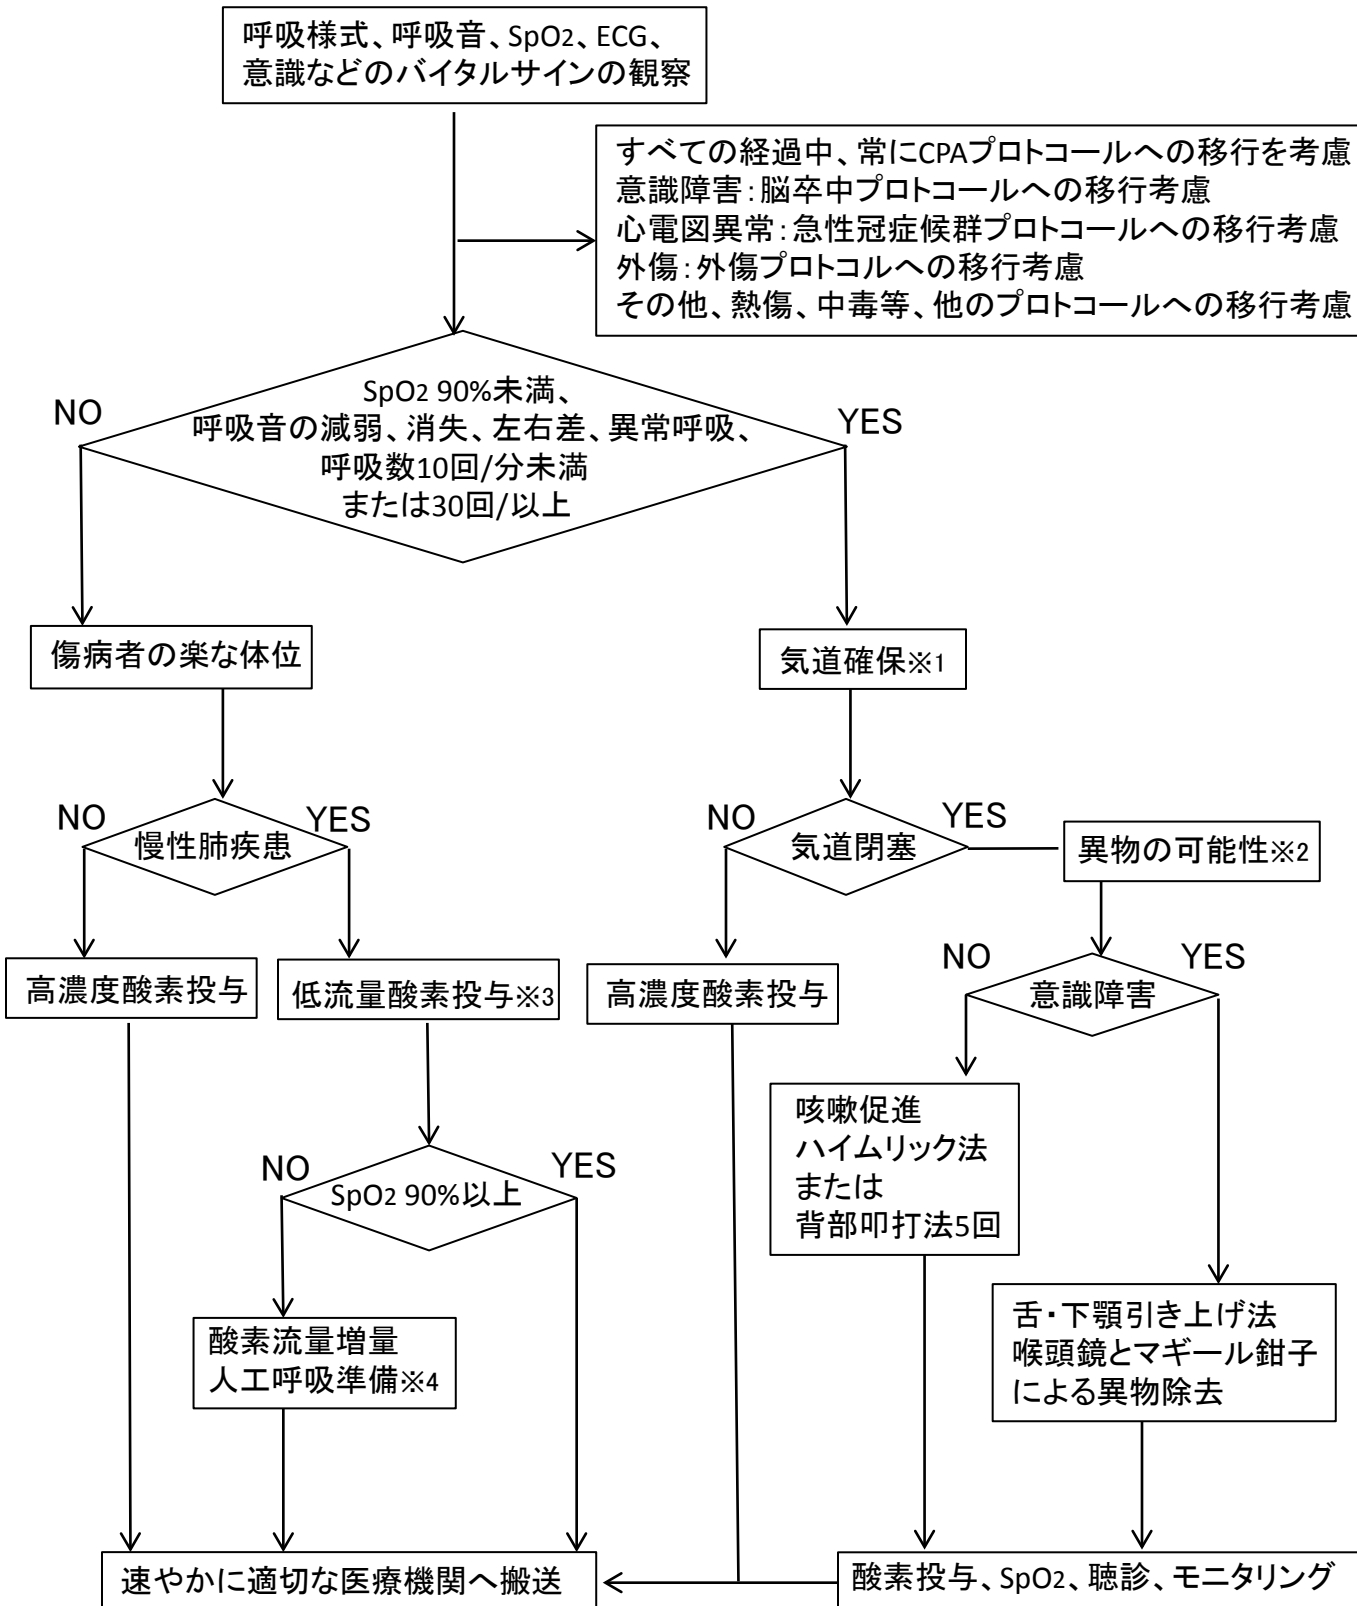 呼吸様式、呼吸音、SpO2、ECG、
意識などのバイタルサインの観察
すべての経過中、常にCPAプロトコールへの移行を考慮
意識障害：脳卒中プロトコールへの移行考慮
心電図異常：急性冠症候群プロトコールへの移行考慮
外傷：外傷プロトコルへの移行考慮
その他、熱傷、中毒等、他のプロトコールへの移行考慮
SpO2 90%未満、
呼吸音の減弱、消失、左右差、異常呼吸、
呼吸数10回/分未満
または30回/以上
NO
YES
傷病者の楽な体位
気道確保※1
NO
慢性肺疾患
YES
NO
気道閉塞
YES
異物の可能性※2
高濃度酸素投与
低流量酸素投与※3
高濃度酸素投与
NO
意識障害
YES
咳嗽促進
ハイムリック法
または
背部叩打法5回
NO
SpO2 90%以上
YES
酸素流量増量
人工呼吸準備※4
舌・下顎引き上げ法
喉頭鏡とマギール鉗子
による異物除去
速やかに適切な医療機関へ搬送
酸素投与、SpO2、聴診、モニタリング